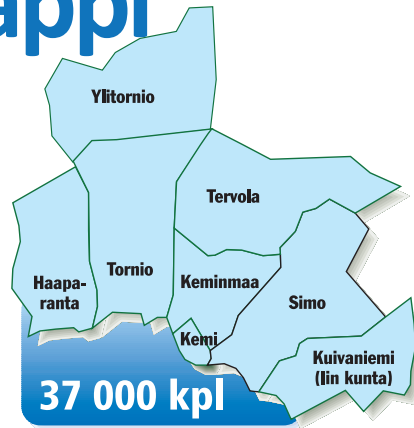 appi
Ylitornio
Tervola
Tornio
Haapa-
ranta
Keminmaa
Simo
Kemi
Kuivaniemi
(Iin kunta)
37 000 kpl